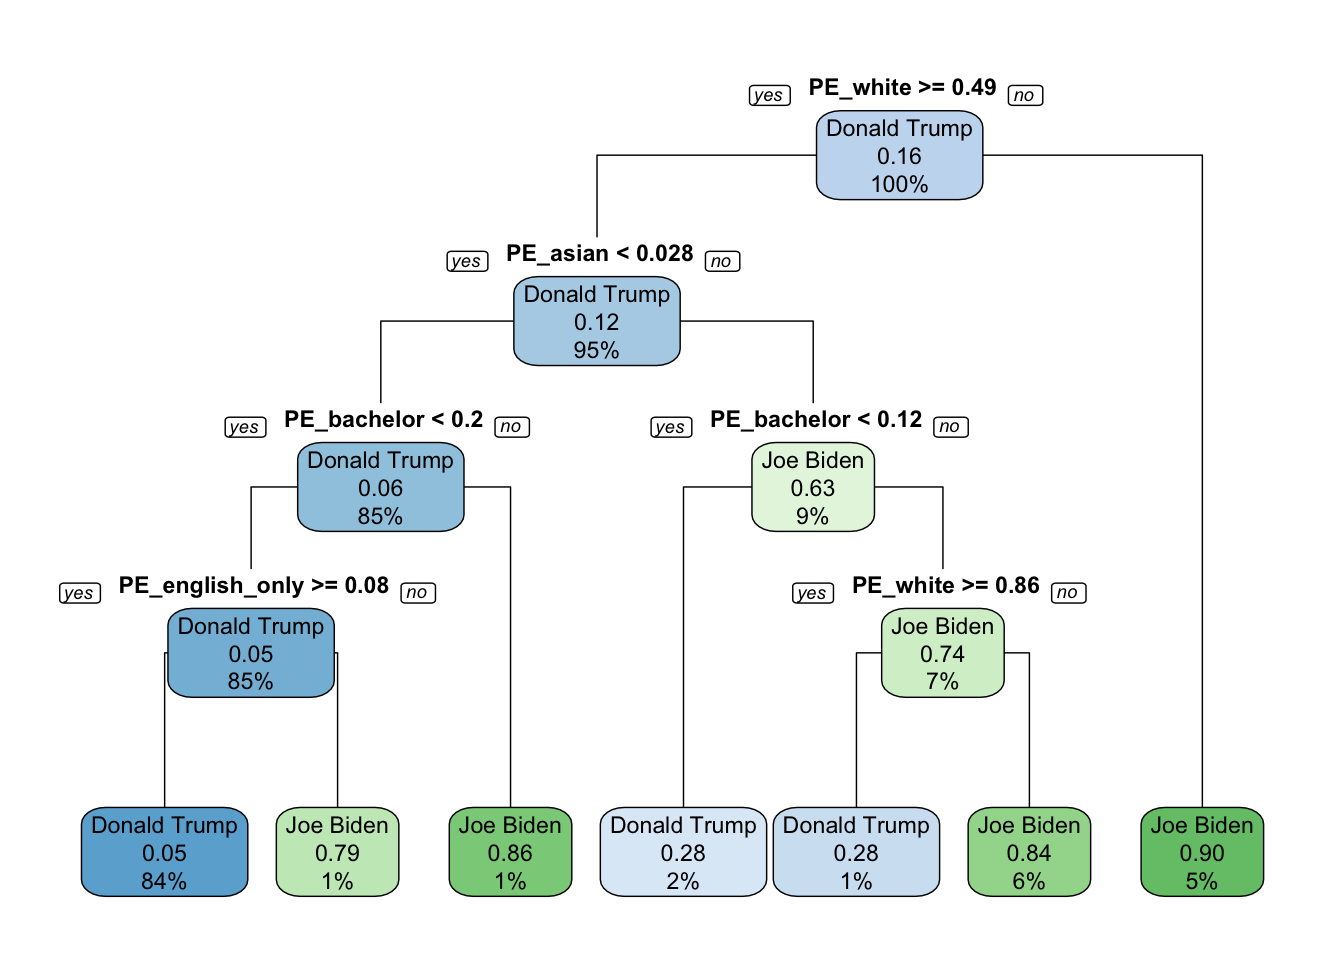 PE_white >= 0.49
yes
no
Donald Trump
0.16
100%
PE_asian < 0.028
yes
no
Donald Trump
0.12
95%
PE_bachelor < 0.2
yes
no
Donald Trump
0.06
85%
PE_bachelor < 0.12
yes
no
Joe Biden
0.63
9%
PE_english_only >= 0.08
yes
no
Donald Trump
0.05
85%
PE_white >= 0.86
yes
no
Joe Biden
0.74
7%
Donald Trump
0.05
84%
Joe Biden
0.79
1%
Joe Biden
0.86
1%
Donald Trump
0.28
2%
Donald Trump
0.28
1%
Joe Biden
0.84
6%
Joe Biden
0.90
5%